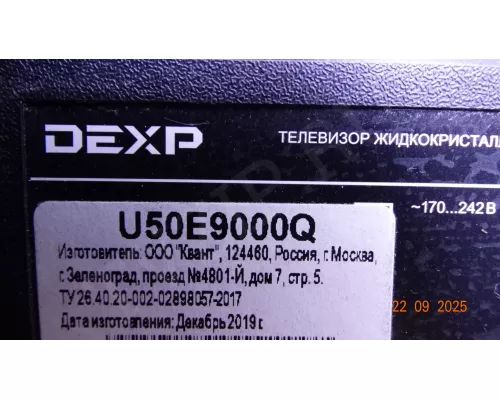 DEXP
ТЕЛЕВИЗОР ЖИДКОКРИСТАЛ
~170...242В
U50E9000Q
Изготовитель: ООО "Квант", 124460, Россия, г. Москва,
г. Зеленоград, проезд №4801-Й, дом 7, стр. 5.
ТУ 26.40.20-002-02898057-2017
Дата изготовления: Декабрь 2019 г.
22 09 2025